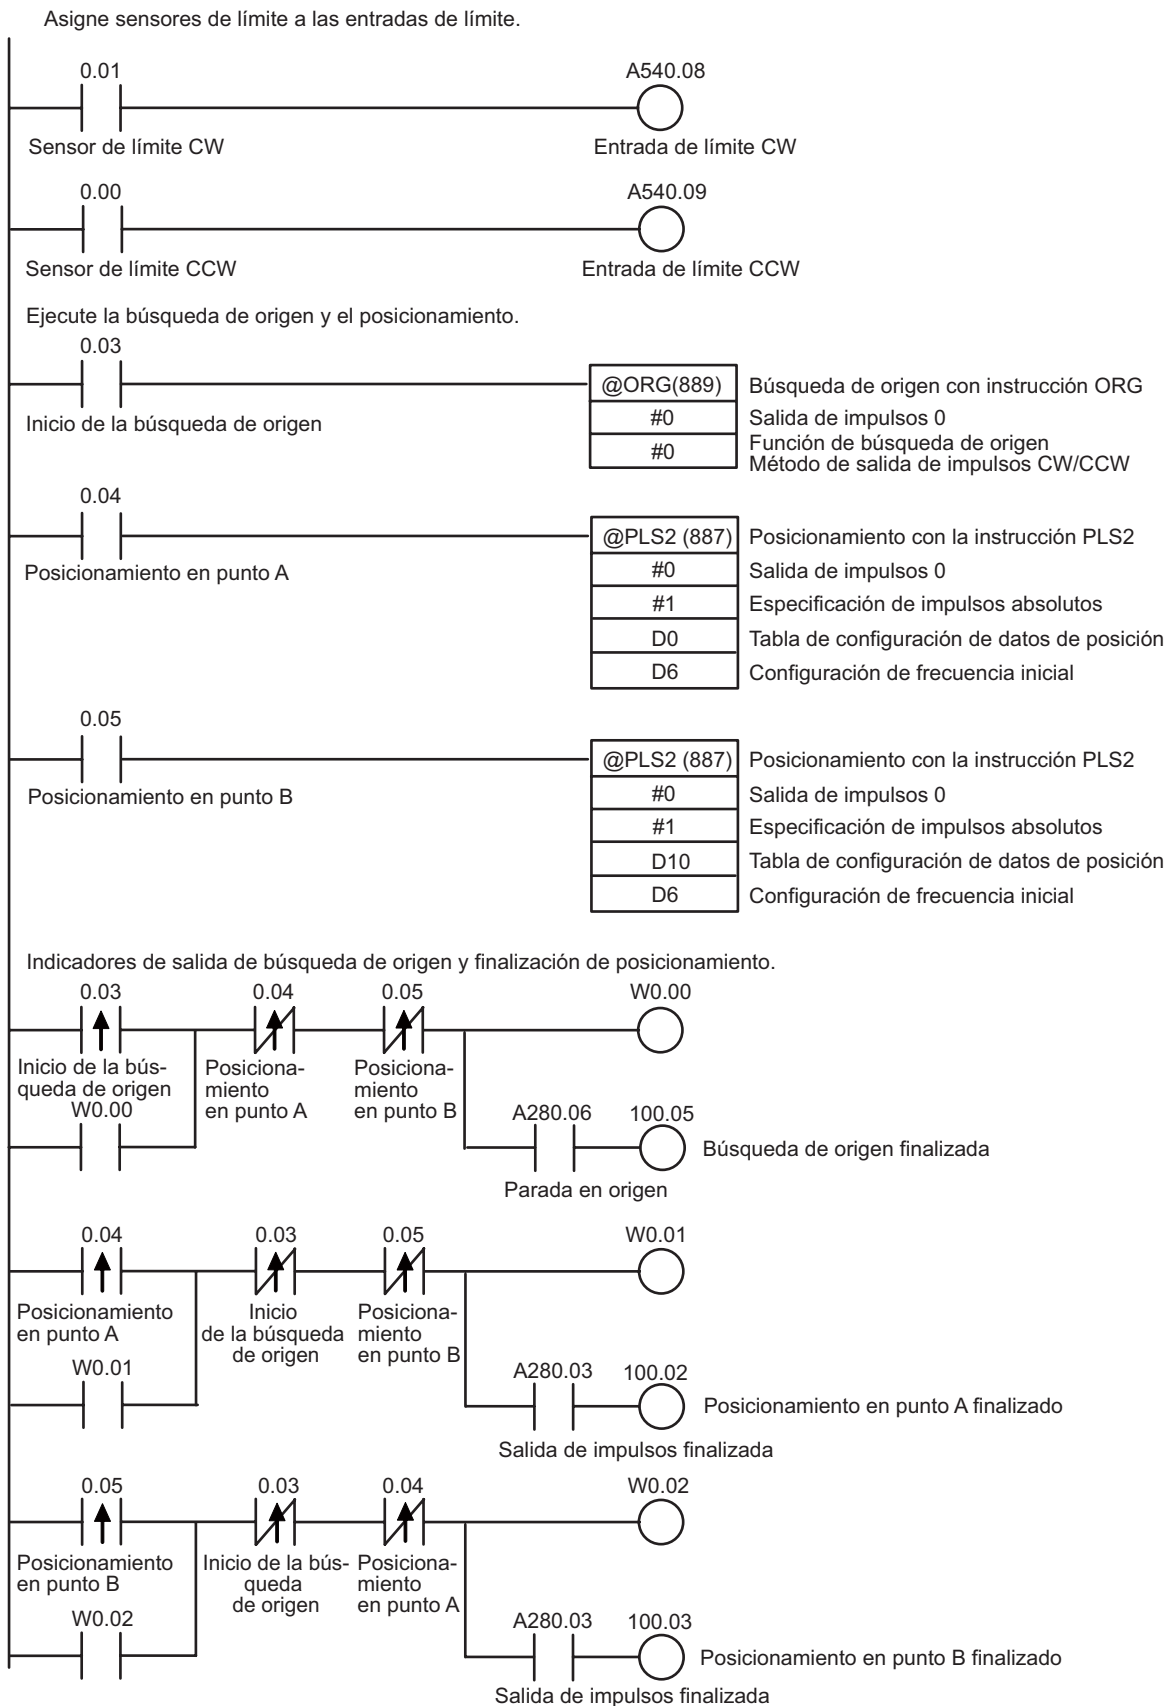 Asigne sensores de límite a las entradas de límite.
0.01
A540.08
Sensor de límite CW
Entrada de límite CW
0.00
A540.09
Sensor de límite CCW
Entrada de límite CCW
Ejecute la búsqueda de origen y el posicionamiento.
0.03
@ORG(889)
Búsqueda de origen con instrucción ORG
Inicio de la búsqueda de origen
#0
Salida de impulsos 0
#0
Función de búsqueda de origen
Método de salida de impulsos CW/CCW
0.04
@PLS2 (887)
Posicionamiento con la instrucción PLS2
Posicionamiento en punto A
#0
Salida de impulsos 0
#1
Especificación de impulsos absolutos
D0
Tabla de configuración de datos de posición
D6
Configuración de frecuencia inicial
0.05
@PLS2 (887)
Posicionamiento con la instrucción PLS2
Posicionamiento en punto B
#0
Salida de impulsos 0
#1
Especificación de impulsos absolutos
D10
Tabla de configuración de datos de posición
D6
Configuración de frecuencia inicial
Indicadores de salida de búsqueda de origen y finalización de posicionamiento.
0.03
0.04
0.05
W0.00
Inicio de la bús-
queda de origen
Posiciona-
miento
en punto A
Posiciona-
miento
en punto B
W0.00
A280.06
100.05
Búsqueda de origen finalizada
Parada en origen
0.04
0.03
0.05
W0.01
Posicionamiento
en punto A
Inicio
de la búsqueda
de origen
Posiciona-
miento
en punto B
W0.01
A280.03
100.02
Posicionamiento en punto A finalizado
Salida de impulsos finalizada
0.05
0.03
0.04
W0.02
Posicionamiento
en punto B
Inicio de la bús-
queda
de origen
Posiciona-
miento
en punto A
W0.02
A280.03
100.03
Posicionamiento en punto B finalizado
Salida de impulsos finalizada